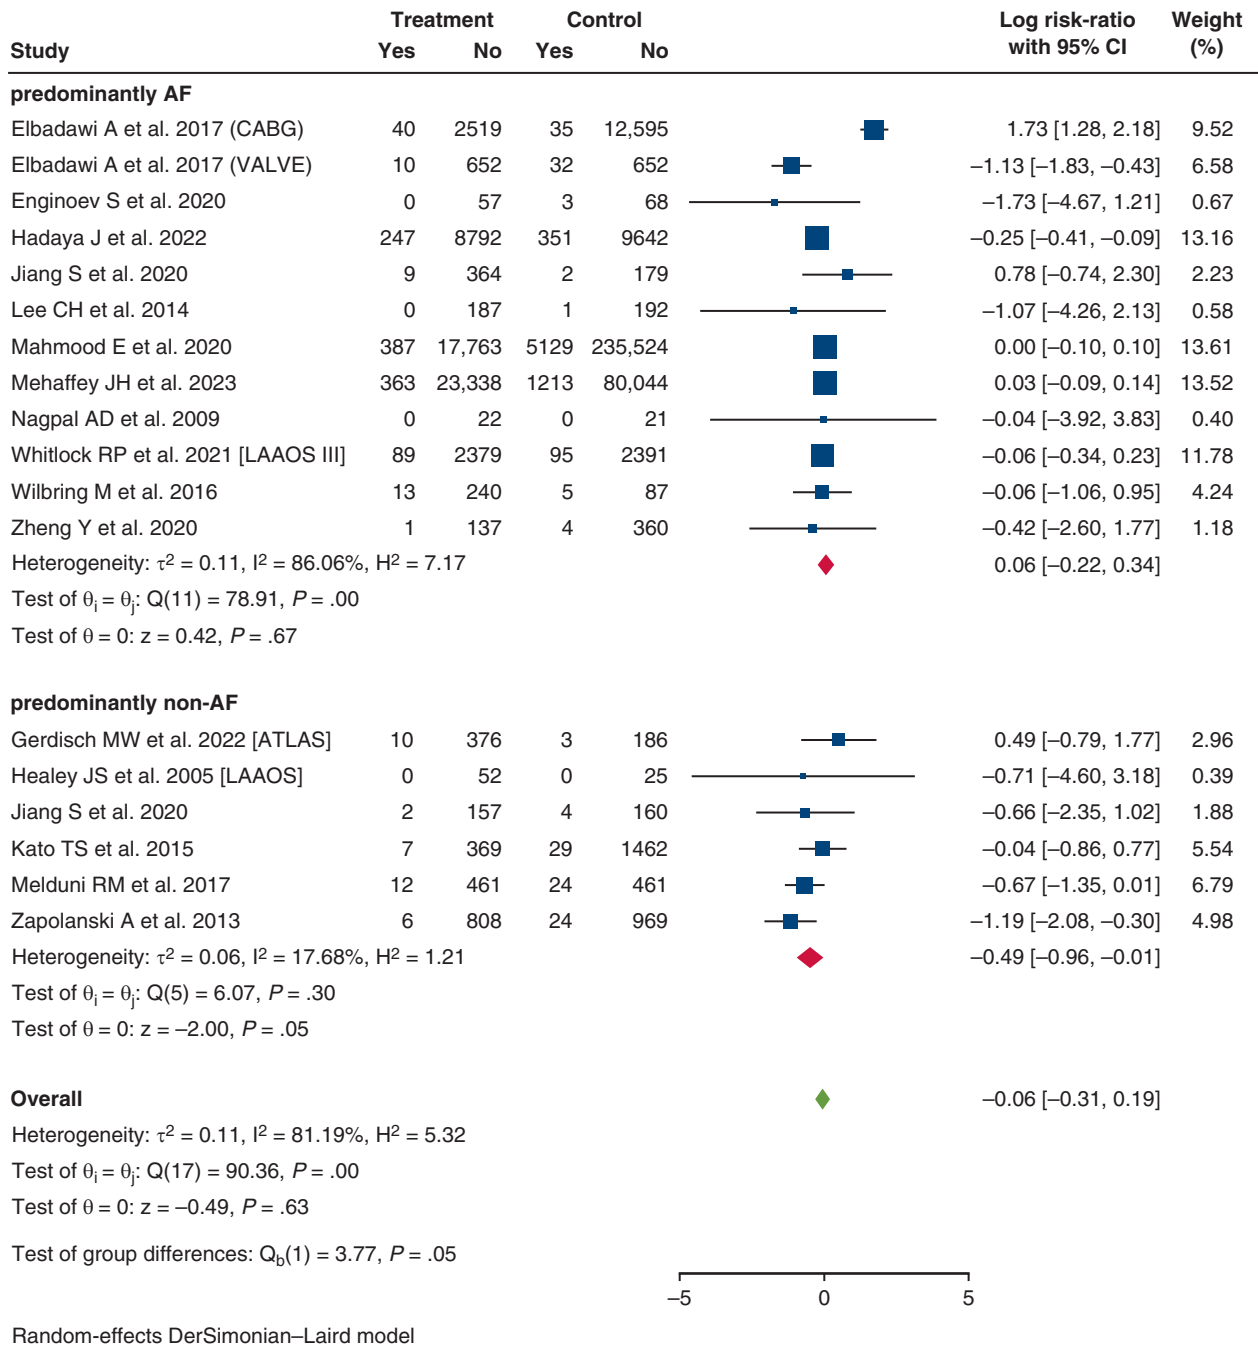 Treatment Control Log risk-ratio Weight
Study Yes No Yes No with 95% CI (%)
predominantly AF
Elbadawi A et al. 2017 (CABG) 40 2519 35 12,595 1.73 [1.28, 2.18] 9.52
Elbadawi A et al. 2017 (VALVE) 10 652 32 652 −1.13 [−1.83, −0.43] 6.58
Enginoev S et al. 2020 0 57 3 68 −1.73 [−4.67, 1.21] 0.67
Hadaya J et al. 2022 247 8792 351 9642 −0.25 [−0.41, −0.09] 13.16
Jiang S et al. 2020 9 364 2 179 0.78 [−0.74, 2.30] 2.23
Lee CH et al. 2014 0 187 1 192 −1.07 [−4.26, 2.13] 0.58
Mahmood E et al. 2020 387 17,763 5129 235,524 0.00 [−0.10, 0.10] 13.61
Mehaffey JH et al. 2023 363 23,338 1213 80,044 0.03 [−0.09, 0.14] 13.52
Nagpal AD et al. 2009 0 22 0 21 −0.04 [−3.92, 3.83] 0.40
Whitlock RP et al. 2021 [LAAOS III] 89 2379 95 2391 −0.06 [−0.34, 0.23] 11.78
Wilbring M et al. 2016 13 240 5 87 −0.06 [−1.06, 0.95] 4.24
Zheng Y et al. 2020 1 137 4 360 −0.42 [−2.60, 1.77] 1.18
Heterogeneity: τ² = 0.11, I² = 86.06%, H² = 7.17 0.06 [−0.22, 0.34]
Test of θi = θj: Q(11) = 78.91, P = .00
Test of θ = 0: z = 0.42, P = .67
predominantly non-AF
Gerdisch MW et al. 2022 [ATLAS] 10 376 3 186 0.49 [−0.79, 1.77] 2.96
Healey JS et al. 2005 [LAAOS] 0 52 0 25 −0.71 [−4.60, 3.18] 0.39
Jiang S et al. 2020 2 157 4 160 −0.66 [−2.35, 1.02] 1.88
Kato TS et al. 2015 7 369 29 1462 −0.04 [−0.86, 0.77] 5.54
Melduni RM et al. 2017 12 461 24 461 −0.67 [−1.35, 0.01] 6.79
Zapolanski A et al. 2013 6 808 24 969 −1.19 [−2.08, −0.30] 4.98
Heterogeneity: τ² = 0.06, I² = 17.68%, H² = 1.21 −0.49 [−0.96, −0.01]
Test of θi = θj: Q(5) = 6.07, P = .30
Test of θ = 0: z = −2.00, P = .05
Overall −0.06 [−0.31, 0.19]
Heterogeneity: τ² = 0.11, I² = 81.19%, H² = 5.32
Test of θi = θj: Q(17) = 90.36, P = .00
Test of θ = 0: z = −0.49, P = .63
Test of group differences: Qb(1) = 3.77, P = .05
−5 0 5
Random-effects DerSimonian–Laird model